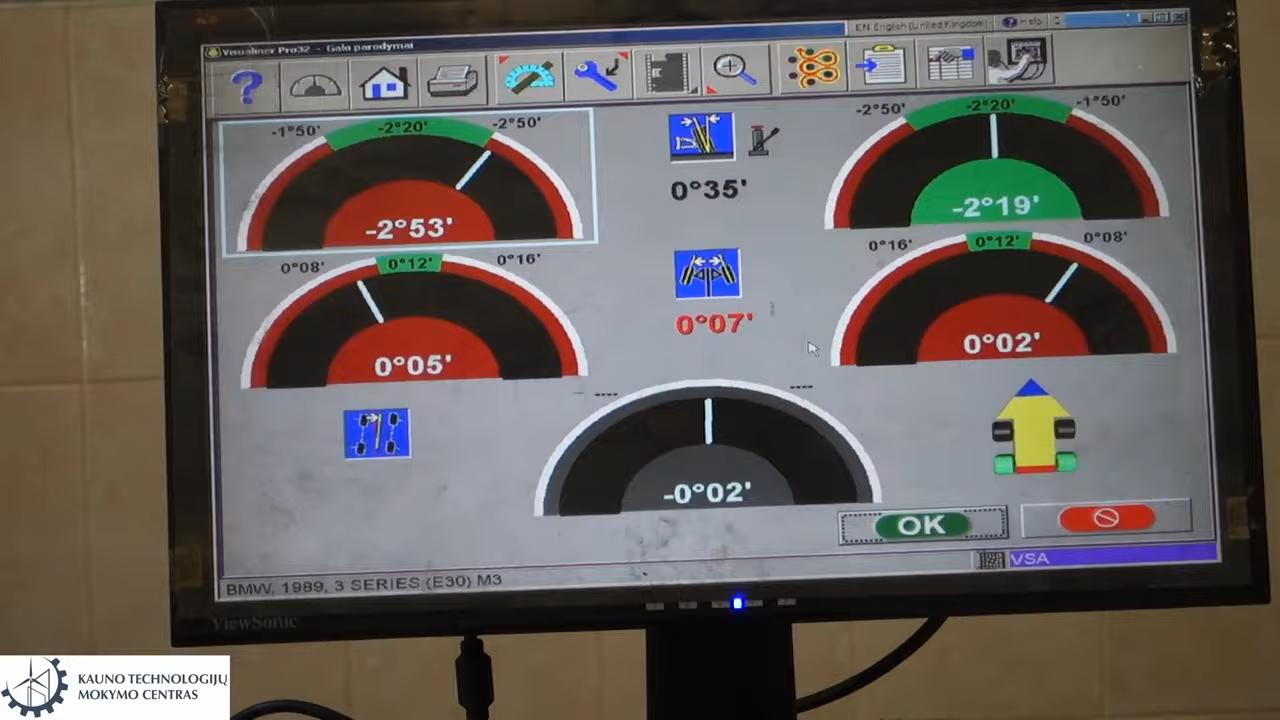 Visualiner Pro32 - Galo parodymai
EN English (United Kingdom)
Help
-1°50' -2°20' -2°50'
-2°53'
0°35'
-2°50' -2°20' -1°50'
-2°19'
0°08' 0°12' 0°16'
0°05'
0°07'
0°16' 0°12' 0°08'
0°02'
----
----
-0°02'
OK
VSA
BMW, 1989, 3 SERIES (E30) M3
ViewSonic
KAUNO TECHNOLOGIJŲ
MOKYMO CENTRAS